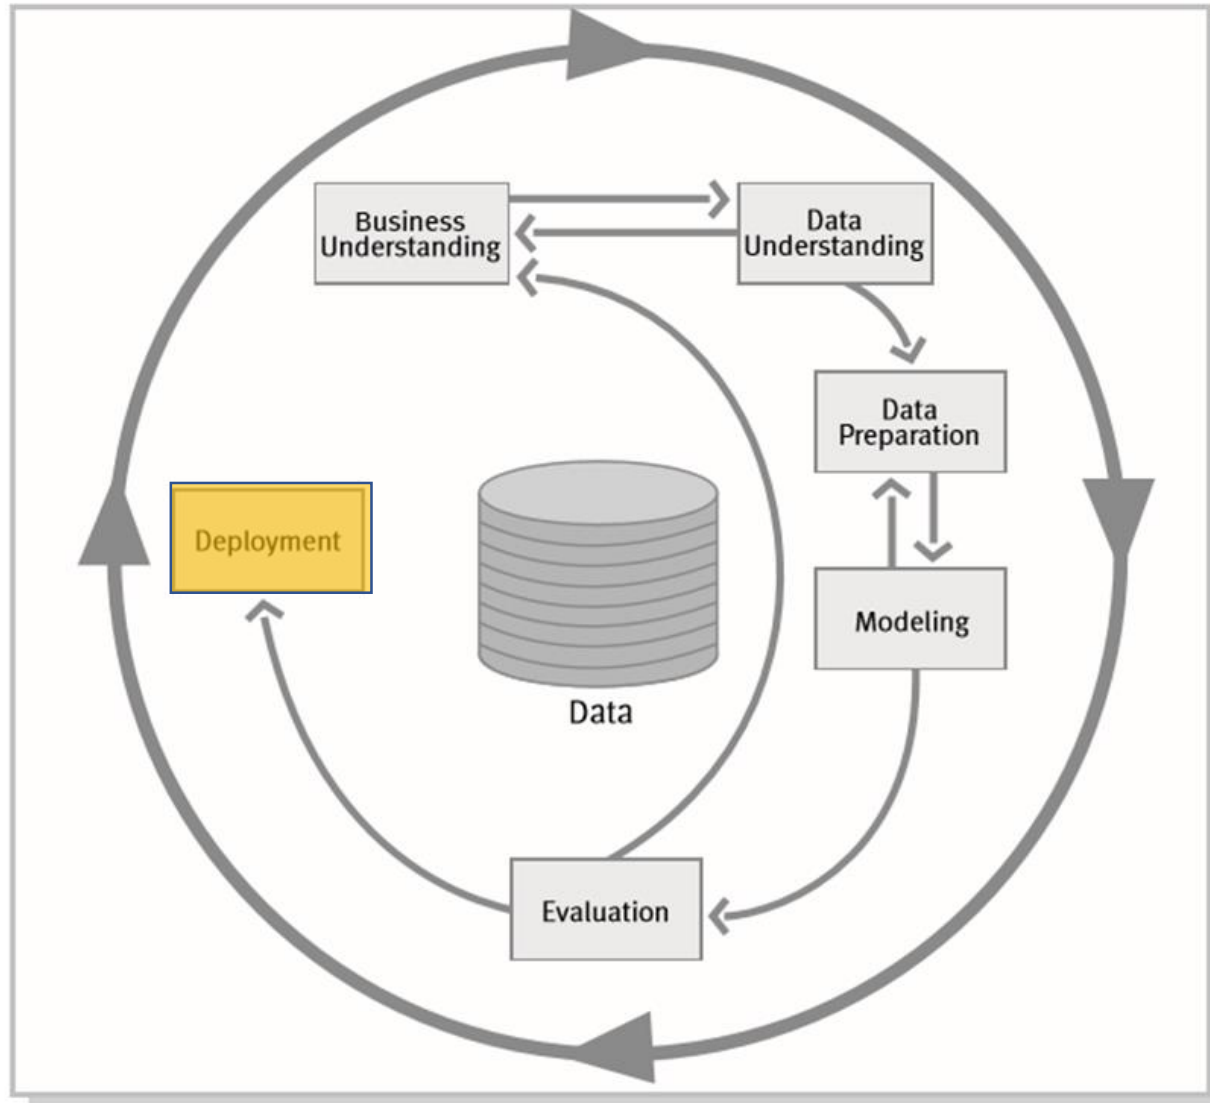 Business
Understanding
Data
Understanding
Data
Preparation
Deployment
Modeling
Data
Evaluation